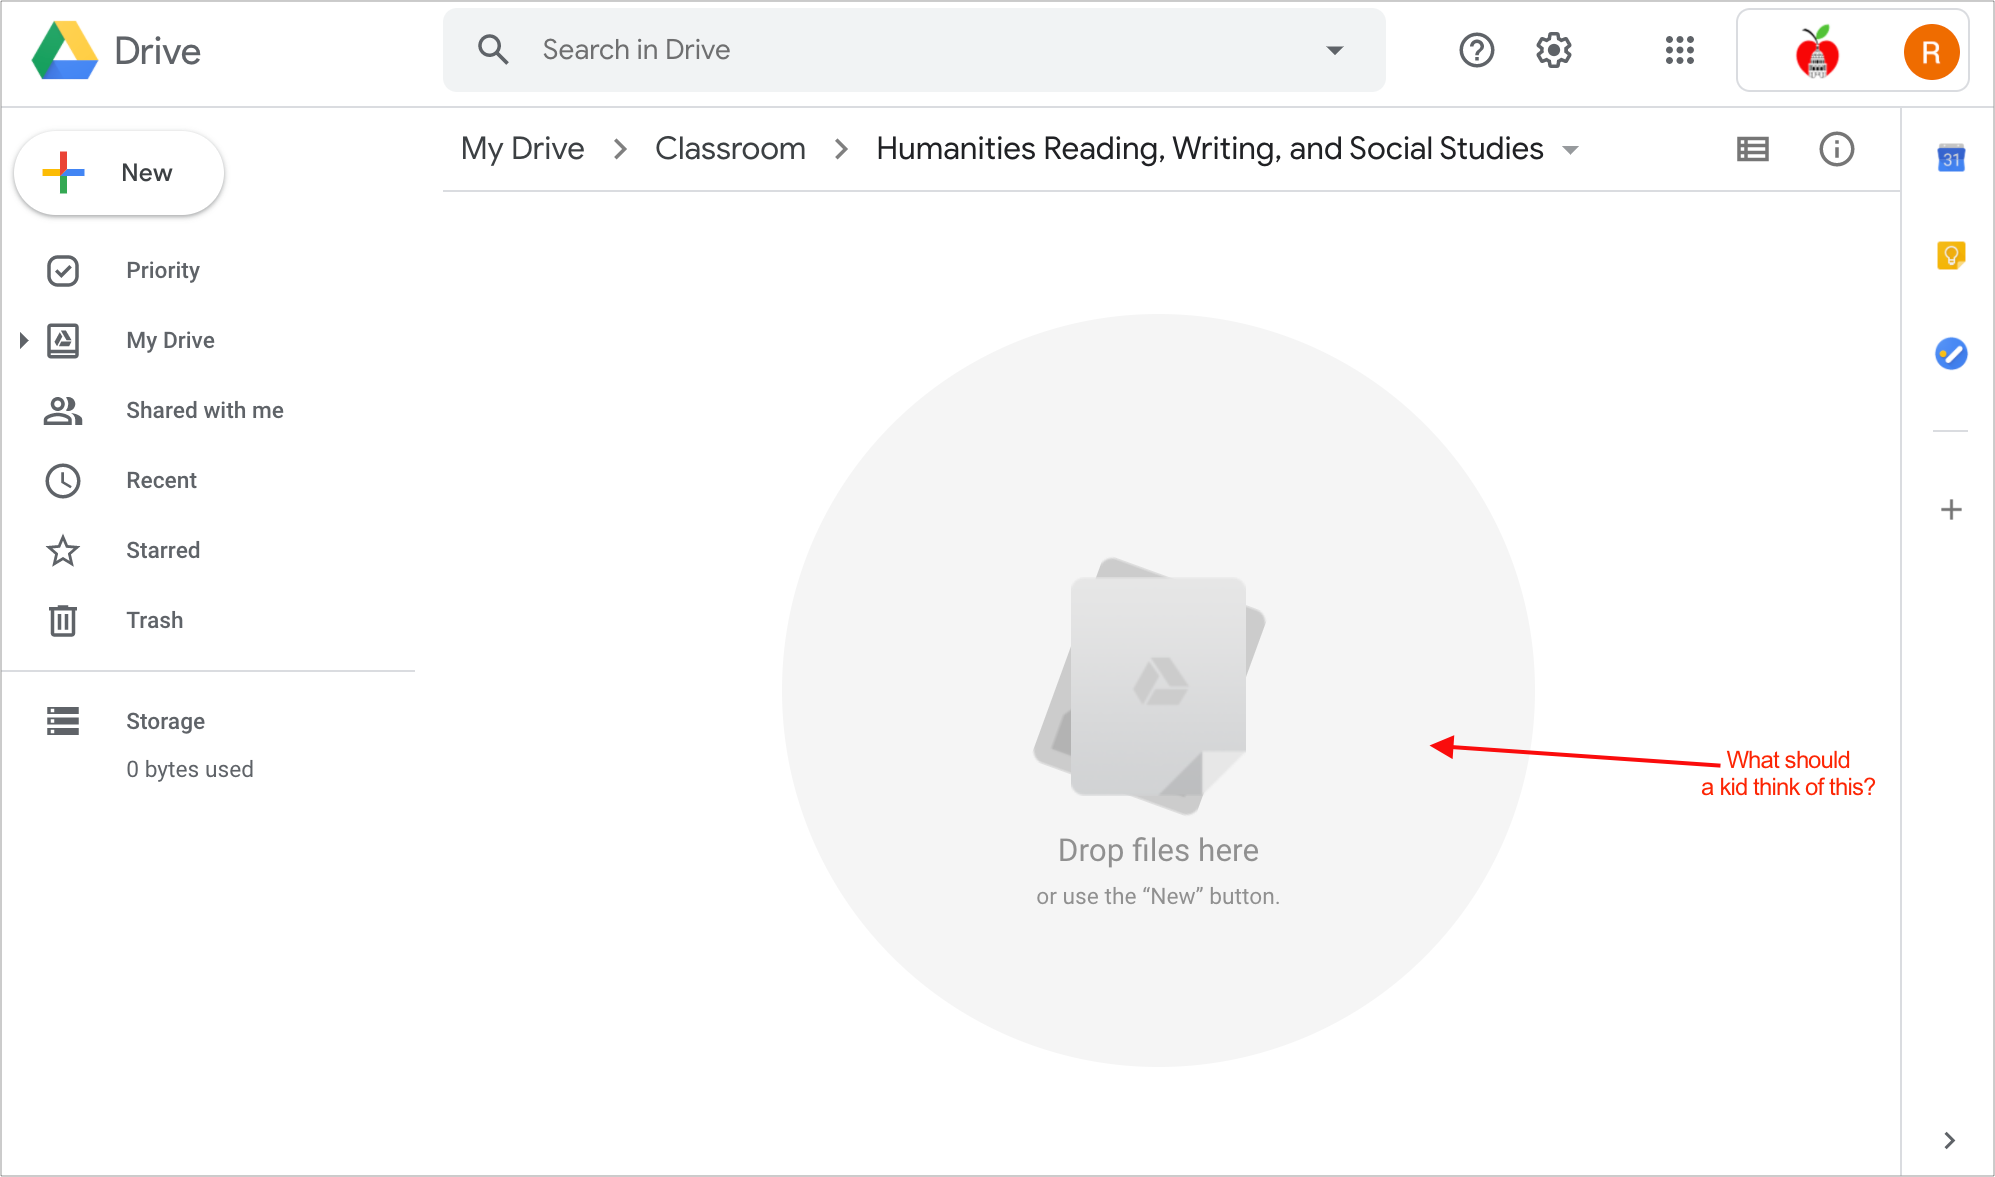 Drive
Search in Drive
R
New
My Drive > Classroom > Humanities Reading, Writing, and Social Studies
31
Priority
My Drive
Shared with me
Recent
Starred
Trash
Storage
0 bytes used
What should
a kid think of this?
Drop files here
or use the “New” button.